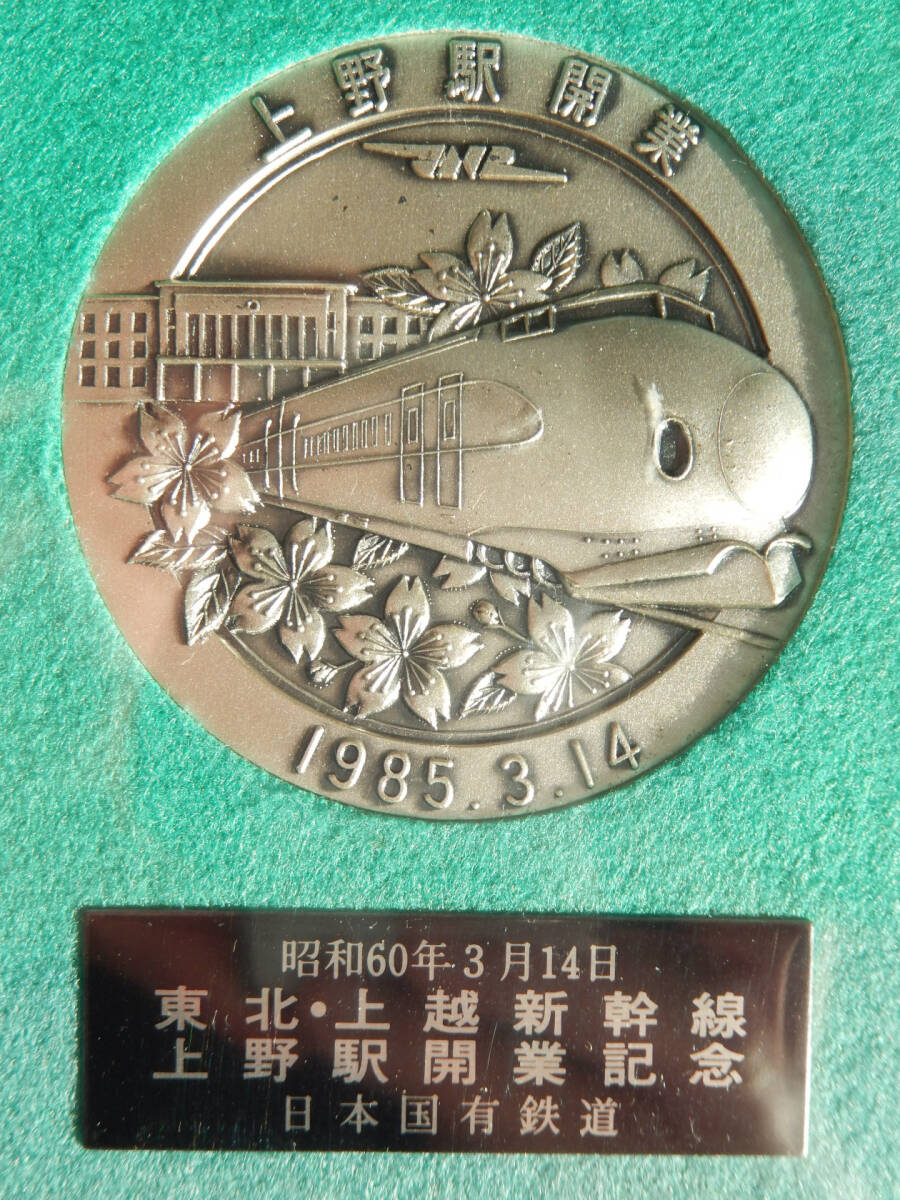 上野駅開業
JNR
1985.3.14
昭和60年3月14日
東北・上越新幹線
上野駅開業記念
日本国有鉄道